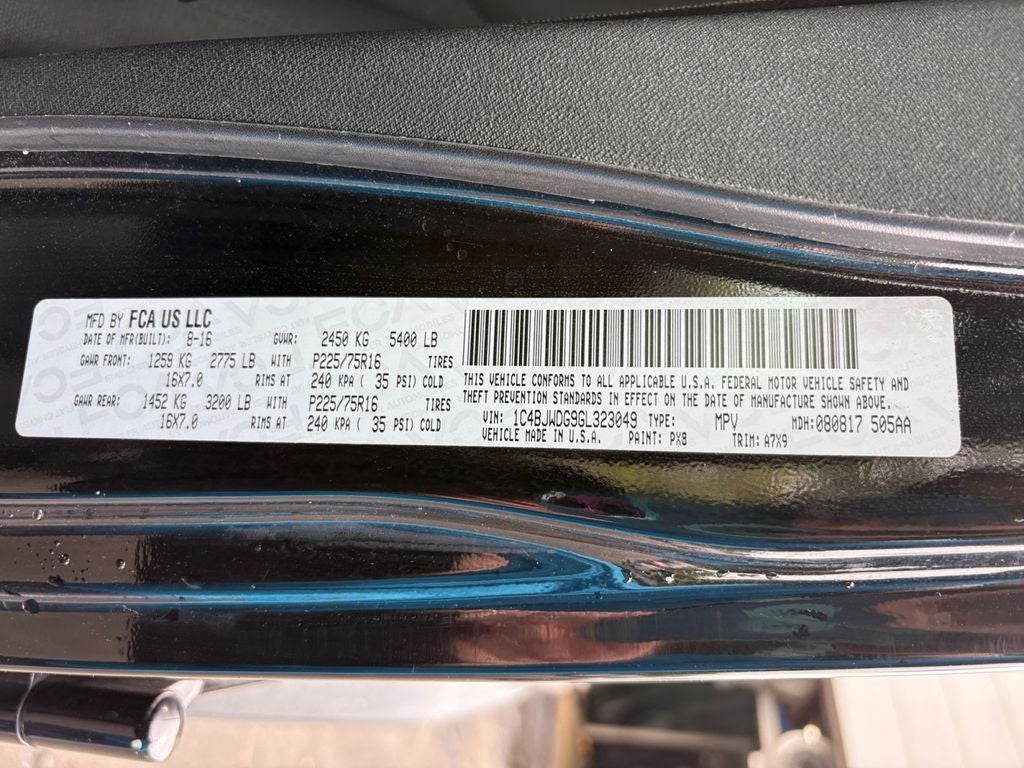 MFD BY FCA US LLC
DATE OF MFR(BUILT): 8-16 GVWR: 2450 KG 5400 LB
GAWR FRONT: 1259 KG 2775 LB WITH P225/75R16 TIRES
16X7.0 RIMS AT 240 KPA ( 35 PSI) COLD
GAWR REAR: 1452 KG 3200 LB WITH P225/75R16 TIRES
16X7.0 RIMS AT 240 KPA ( 35 PSI) COLD
THIS VEHICLE CONFORMS TO ALL APPLICABLE U.S.A. FEDERAL MOTOR VEHICLE SAFETY AND
THEFT PREVENTION STANDARDS IN EFFECT ON THE DATE OF MANUFACTURE SHOWN ABOVE.
VIN: 1C4BJWDG9GL323049 TYPE: MPV MDH:080817 505AA
VEHICLE MADE IN U.S.A. PAINT: PX8 TRIM: A7X9